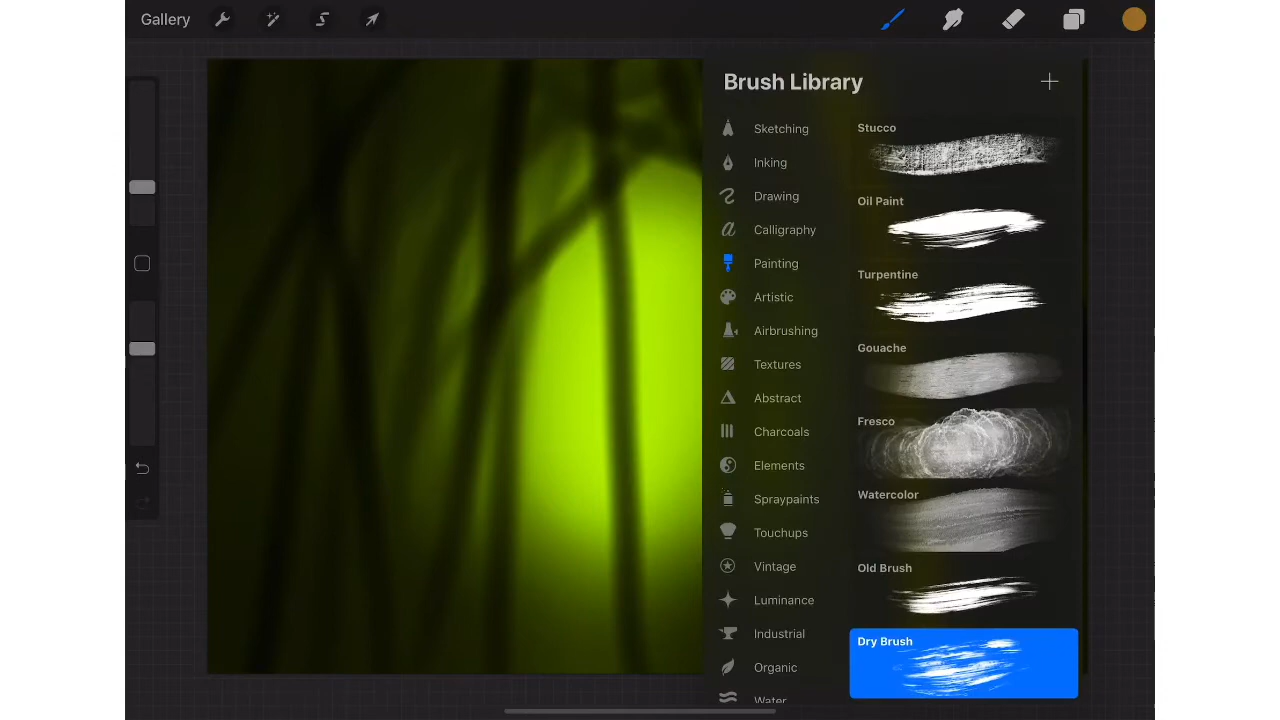 Gallery
Brush Library
Sketching
Inking
Drawing
Calligraphy
Painting
Artistic
Airbrushing
Textures
Abstract
Charcoals
Elements
Spraypaints
Touchups
Vintage
Luminance
Industrial
Organic
Water
Stucco
Oil Paint
Turpentine
Gouache
Fresco
Watercolor
Old Brush
Dry Brush